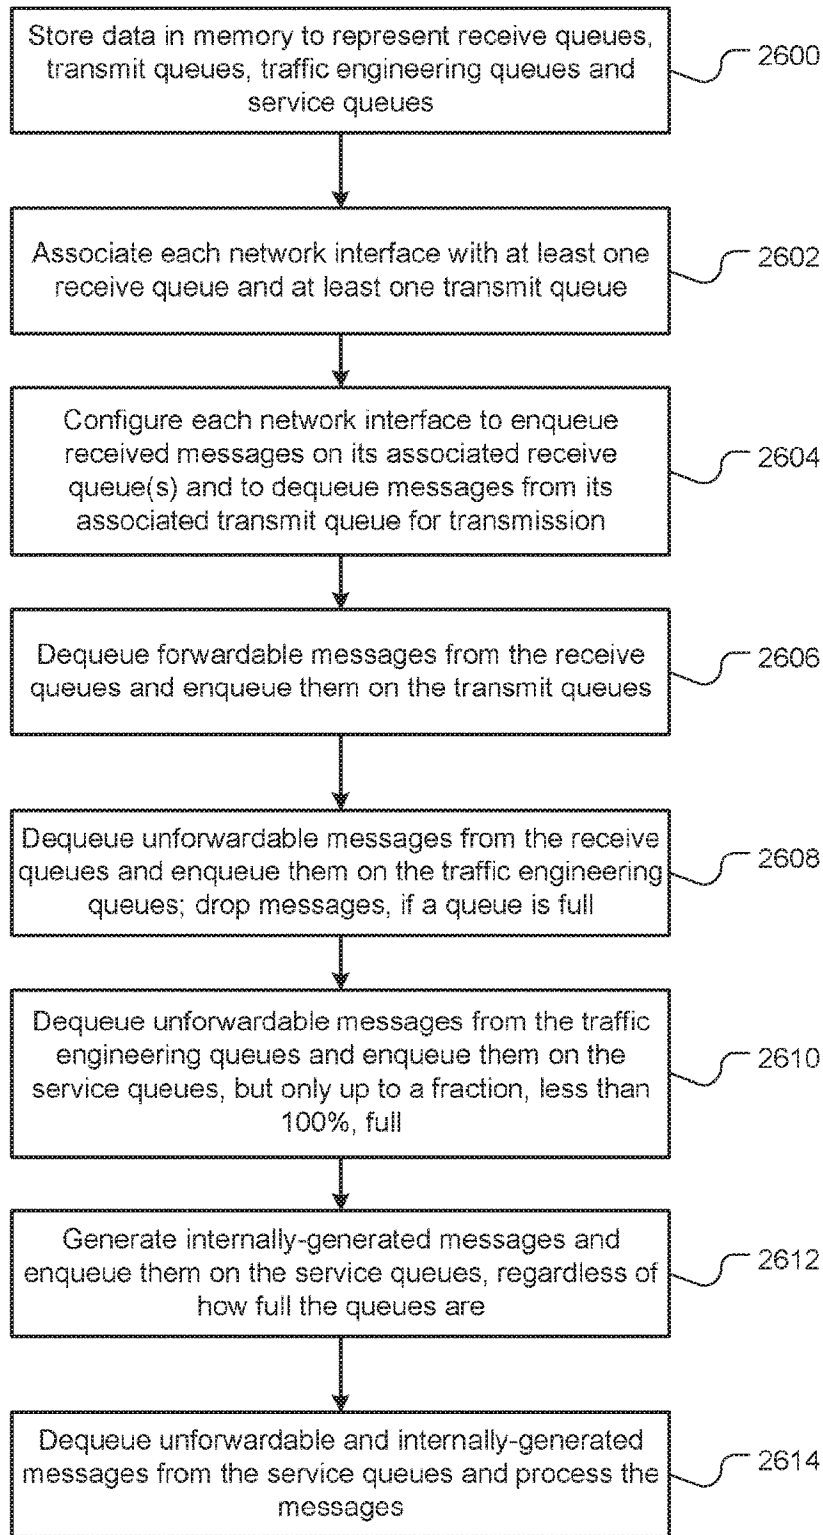 Store data in memory to represent receive queues,
transmit queues, traffic engineering queues and
service queues
2600
Associate each network interface with at least one
receive queue and at least one transmit queue
2602
Configure each network interface to enqueue
received messages on its associated receive
queue(s) and to dequeue messages from its
associated transmit queue for transmission
2604
Dequeue forwardable messages from the receive
queues and enqueue them on the transmit queues
2606
Dequeue unforwardable messages from the receive
queues and enqueue them on the traffic engineering
queues; drop messages, if a queue is full
2608
Dequeue unforwardable messages from the traffic
engineering queues and enqueue them on the
service queues, but only up to a fraction, less than
100%, full
2610
Generate internally-generated messages and
enqueue them on the service queues, regardless of
how full the queues are
2612
Dequeue unforwardable and internally-generated
messages from the service queues and process the
messages
2614